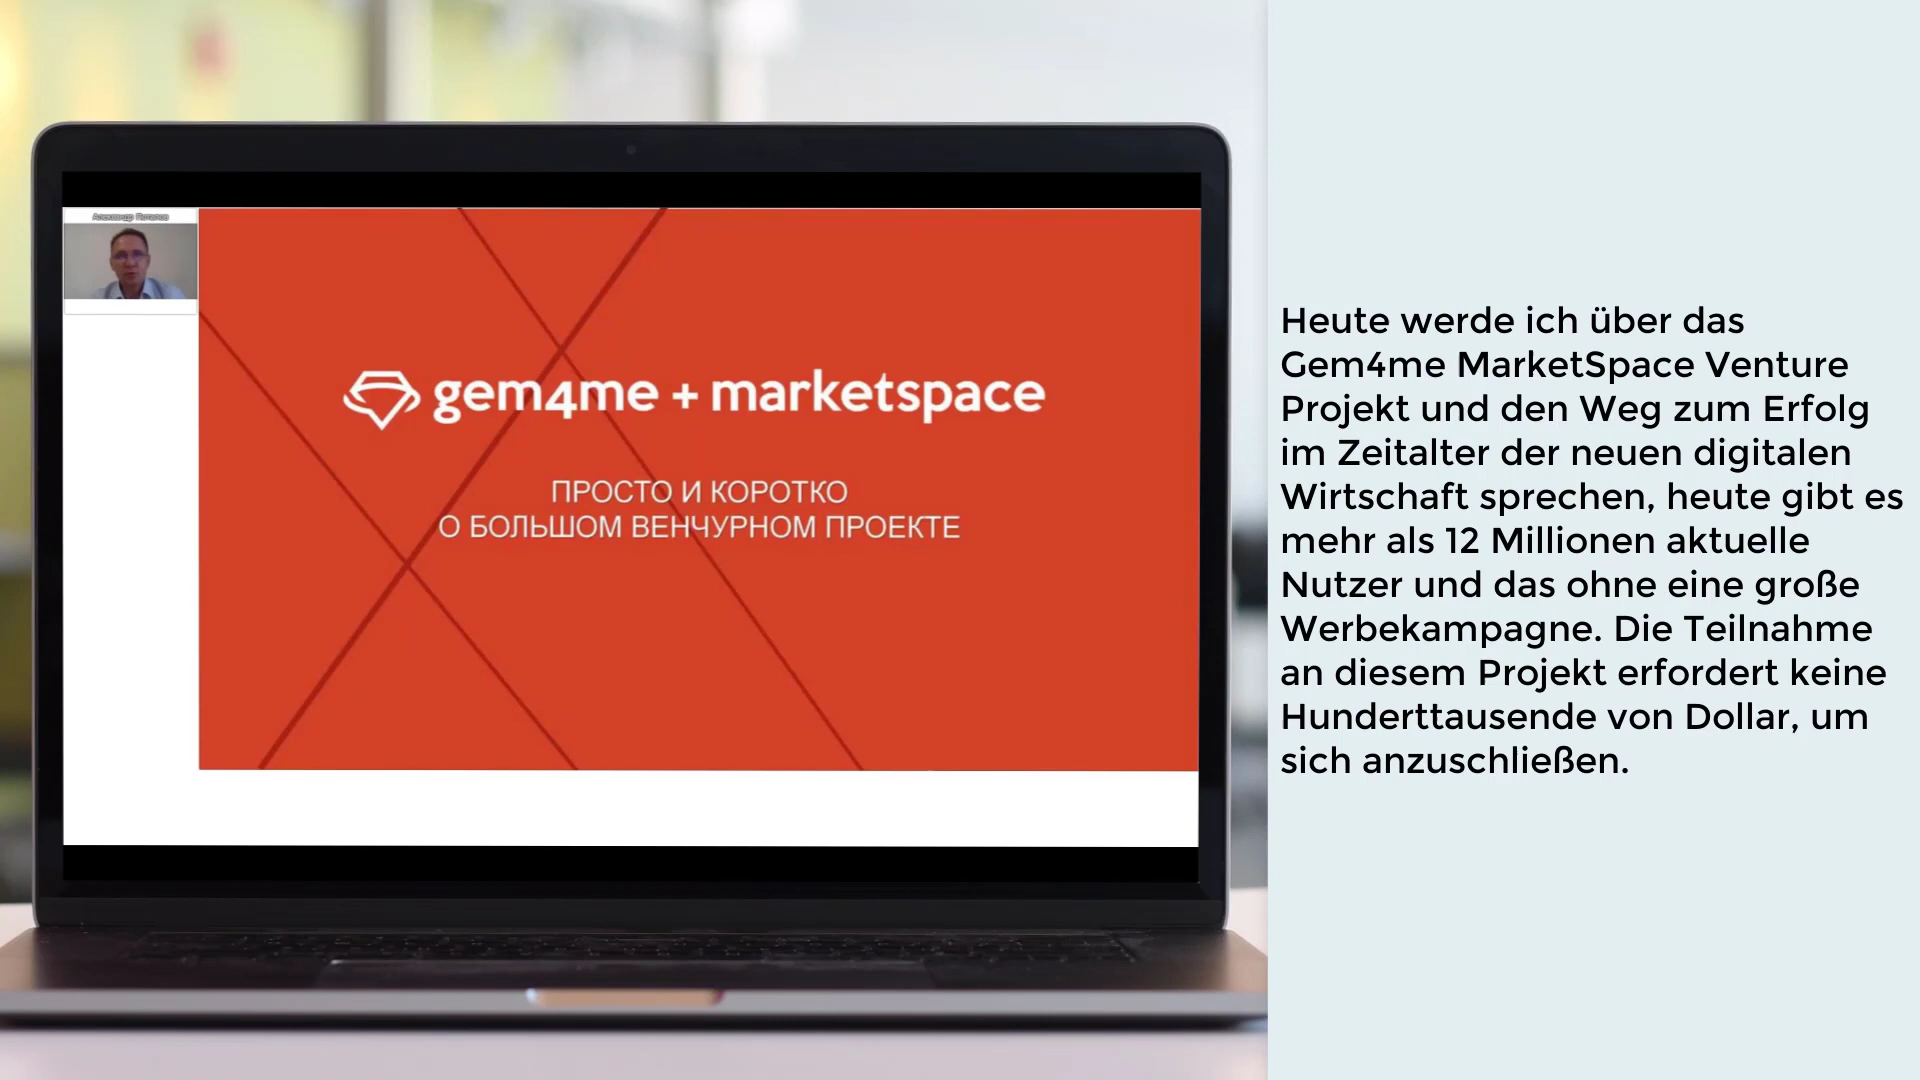 Александр Потапов
gem4me + marketspace
ПРОСТО И КОРОТКО
О БОЛЬШОМ ВЕНЧУРНОМ ПРОЕКТЕ
Heute werde ich über das
Gem4me MarketSpace Venture
Projekt und den Weg zum Erfolg
im Zeitalter der neuen digitalen
Wirtschaft sprechen, heute gibt es
mehr als 12 Millionen aktuelle
Nutzer und das ohne eine große
Werbekampagne. Die Teilnahme
an diesem Projekt erfordert keine
Hunderttausende von Dollar, um
sich anzuschließen.